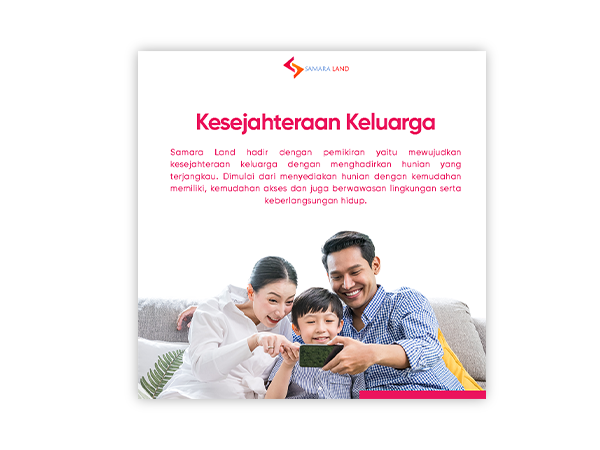 SAMARA LAND
Kesejahteraan Keluarga
Samara Land hadir dengan pemikiran yaitu mewujudkan
kesejahteraan keluarga dengan menghadirkan hunian yang
terjangkau. Dimulai dari menyediakan hunian dengan kemudahan
memiliki, kemudahan akses dan juga berwawasan lingkungan serta
keberlangsungan hidup.